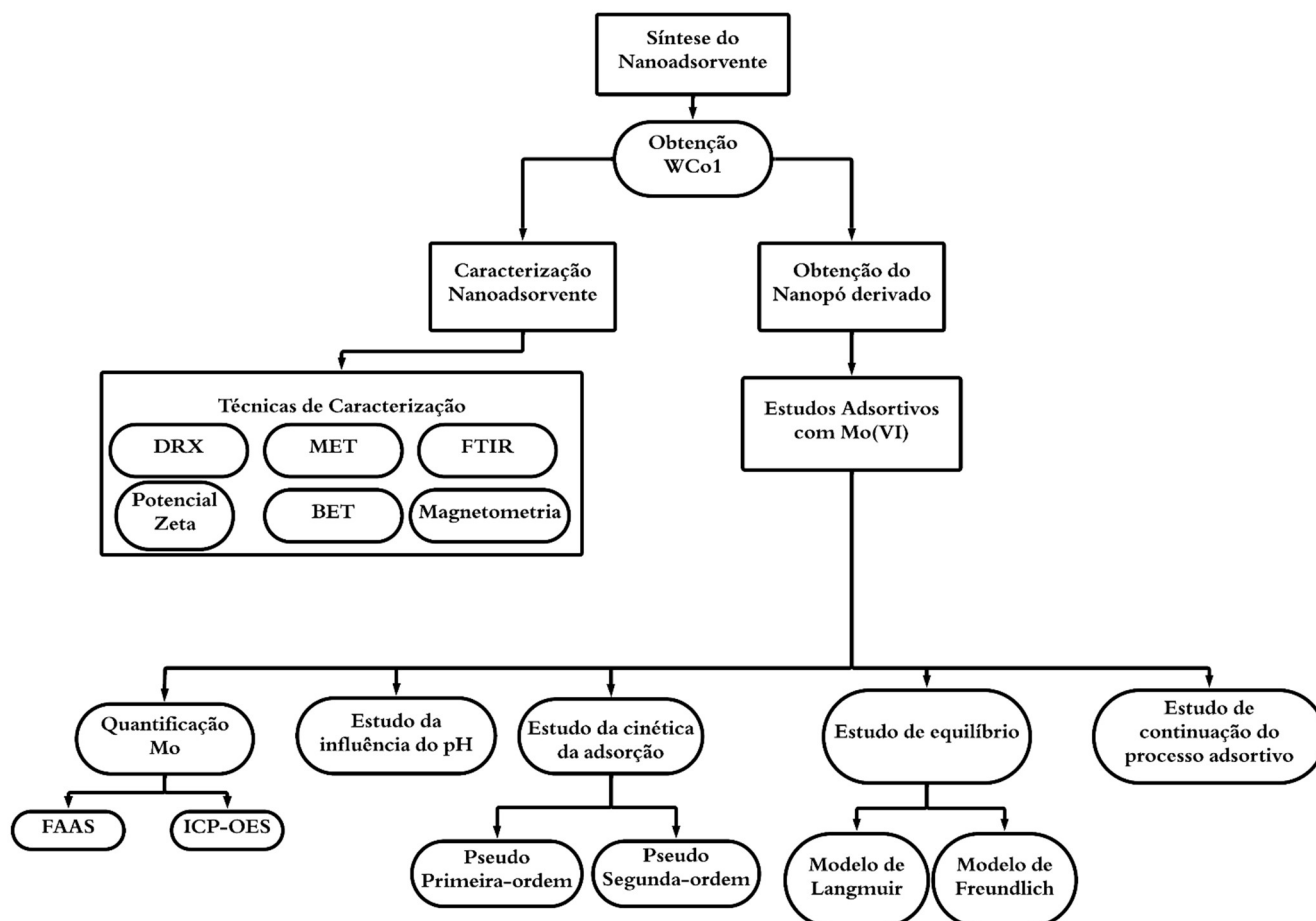 Síntese do
Nanoadsorvente
Obtenção
WCo1
Caracterização
Nanoadsorvente
Obtenção do
Nanopó derivado
Técnicas de Caracterização
DRX
MET
FTIR
Potencial
Zeta
BET
Magnetometria
Estudos Adsortivos
com Mo(VI)
Quantificação
Mo
Estudo da
influência do pH
Estudo da cinética
da adsorção
Estudo de equilíbrio
Estudo de
continuação do
processo adsortivo
FAAS
ICP-OES
Pseudo
Primeira-ordem
Pseudo
Segunda-ordem
Modelo de
Langmuir
Modelo de
Freundlich